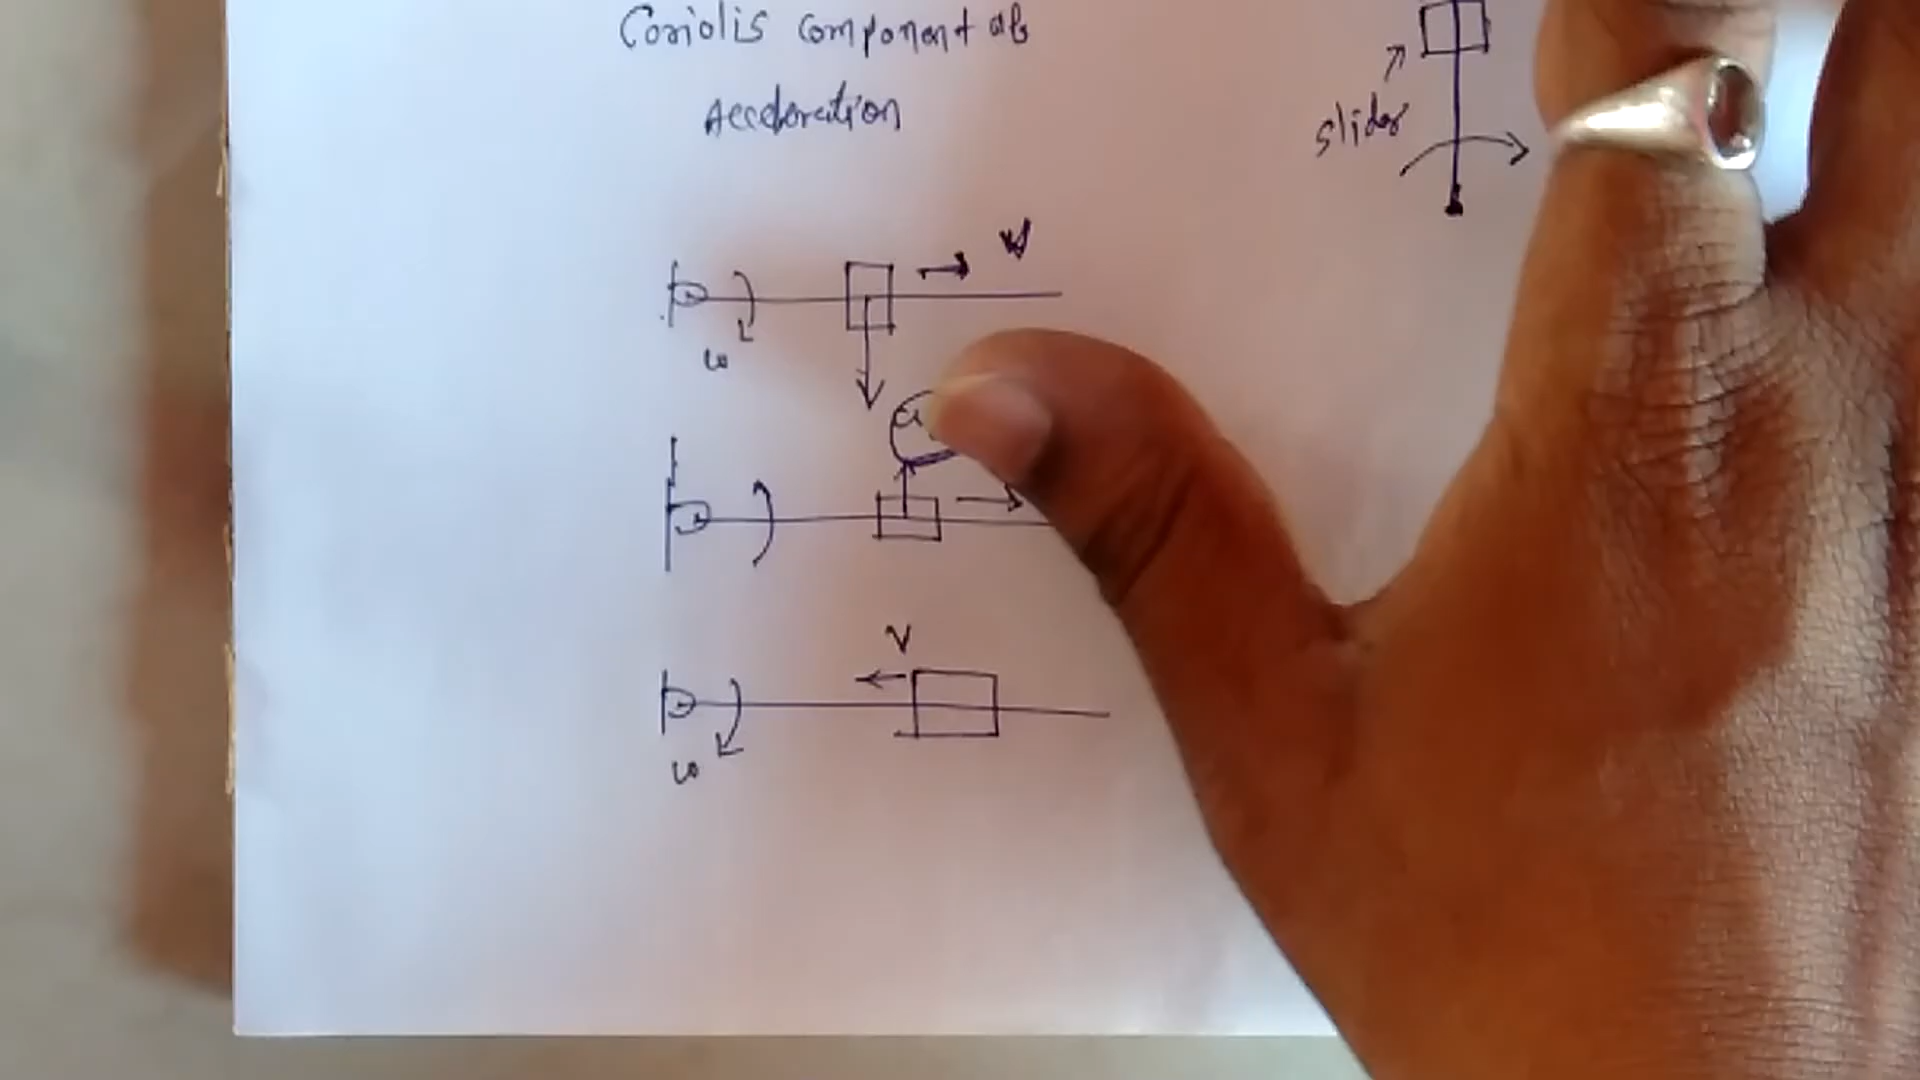 Coriolis component of
Acceleration
slider
V
ω
V
ω